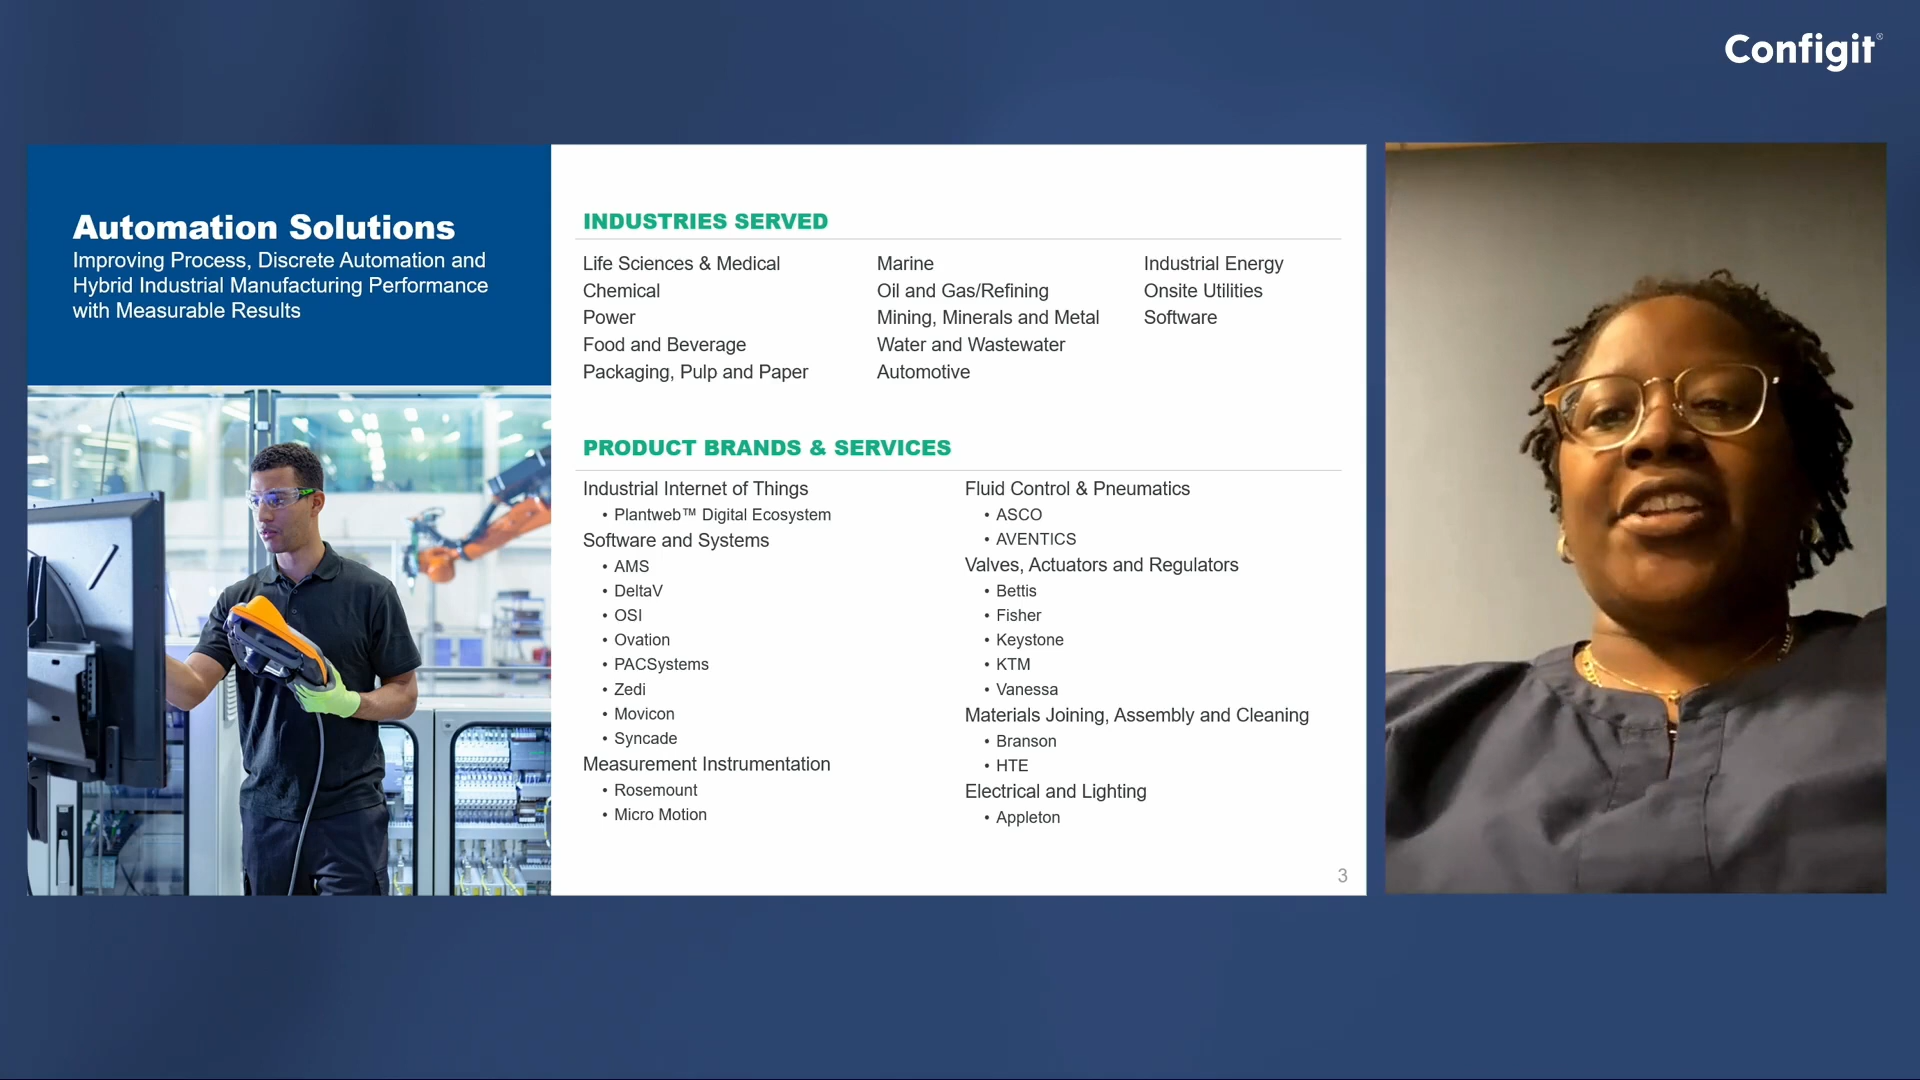 Configit®
Automation Solutions
Improving Process, Discrete Automation and
Hybrid Industrial Manufacturing Performance
with Measurable Results
INDUSTRIES SERVED
Life Sciences & Medical
Chemical
Power
Food and Beverage
Packaging, Pulp and Paper
Marine
Oil and Gas/Refining
Mining, Minerals and Metal
Water and Wastewater
Automotive
Industrial Energy
Onsite Utilities
Software
PRODUCT BRANDS & SERVICES
Industrial Internet of Things
• Plantweb™ Digital Ecosystem
Software and Systems
• AMS
• DeltaV
• OSI
• Ovation
• PACSystems
• Zedi
• Movicon
• Syncade
Measurement Instrumentation
• Rosemount
• Micro Motion
Fluid Control & Pneumatics
• ASCO
• AVENTICS
Valves, Actuators and Regulators
• Bettis
• Fisher
• Keystone
• KTM
• Vanessa
Materials Joining, Assembly and Cleaning
• Branson
• HTE
Electrical and Lighting
• Appleton
3